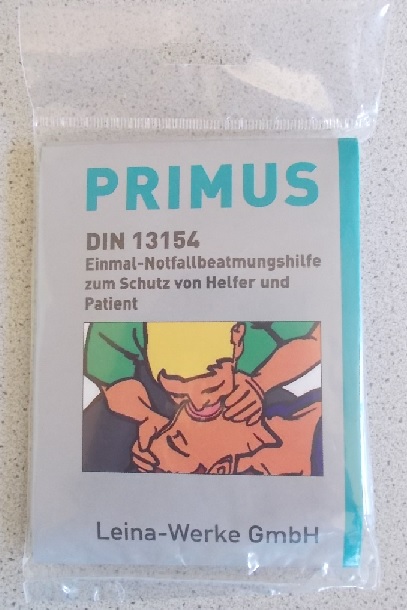 PRIMUS
DIN 13154
Einmal-Notfallbeatmungshilfe
zum Schutz von Helfer und
Patient
Leina-Werke GmbH